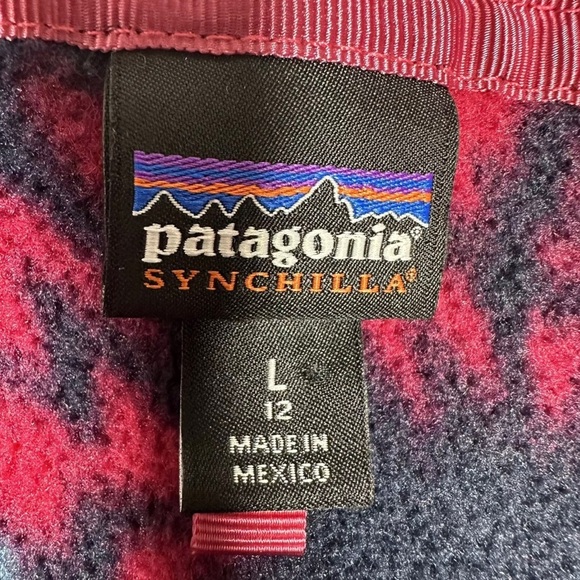 patagonia®
SYNCHILLA®
L
12
MADE IN
MEXICO